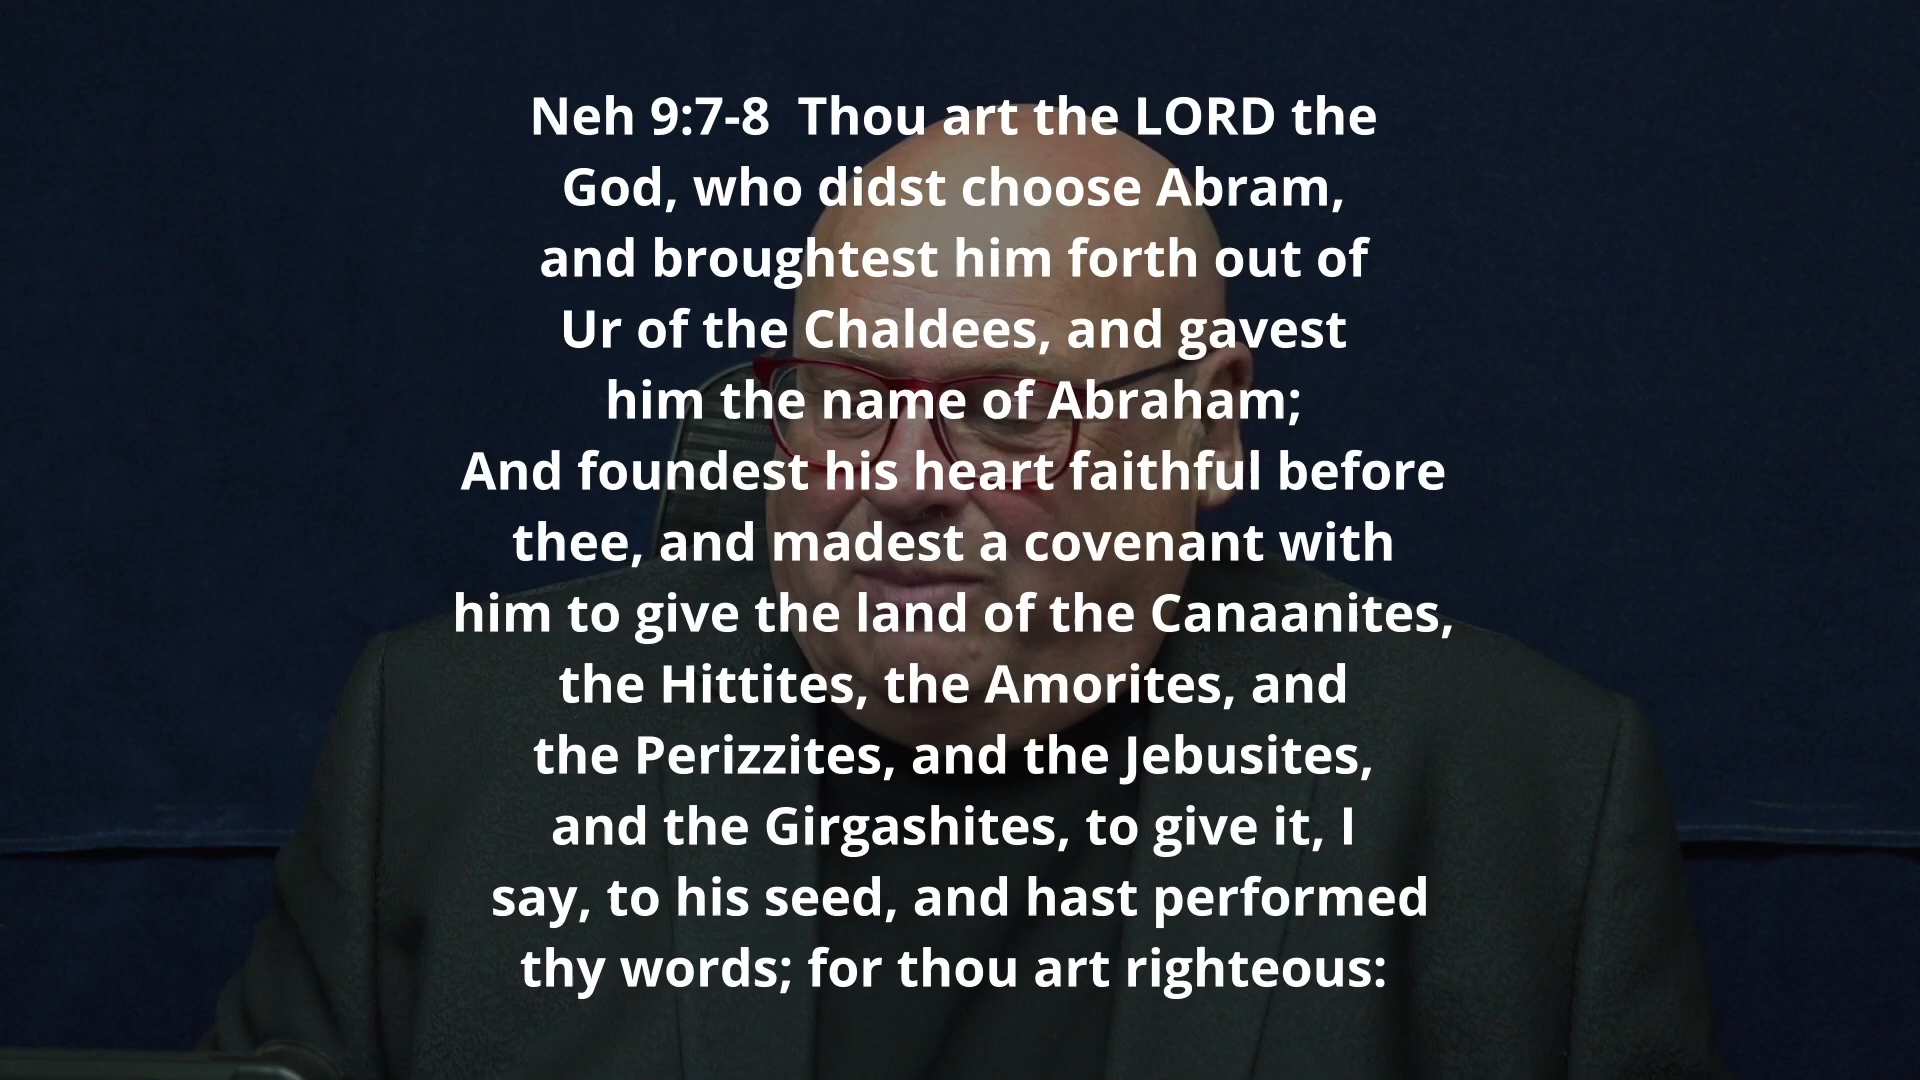 Neh 9:7-8  Thou art the LORD the
God, who didst choose Abram,
and broughtest him forth out of
Ur of the Chaldees, and gavest
him the name of Abraham;
And foundest his heart faithful before
thee, and madest a covenant with
him to give the land of the Canaanites,
the Hittites, the Amorites, and
the Perizzites, and the Jebusites,
and the Girgashites, to give it, I
say, to his seed, and hast performed
thy words; for thou art righteous: